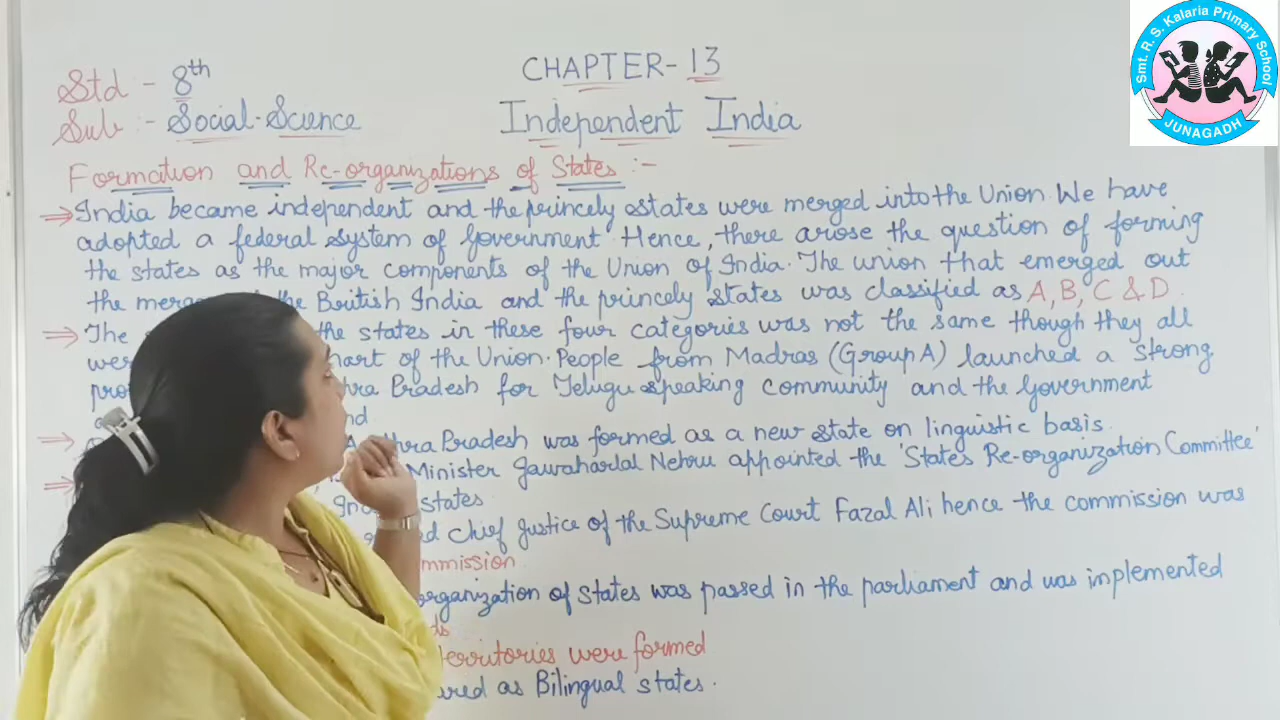 Std :- 8th
Sub :- Social-Science
CHAPTER-13
Independent India
Smt. R. S. Kalaria Primary School
JUNAGADH
Formation and Re-organizations of States :-
⇒ India became independent and the princely states were merged into the Union. We have
adopted a federal system of Government. Hence, there arose the question of forming
the states as the major components of the Union of India. The union that emerged out
the the British India and the princely states was classified as A, B, C & D.
⇒ The the states in these four categories was not the same though they all
were part of the Union. People from Madras (Group A) launched a strong
Pradesh for Telugu speaking community and the Government
⇒ Andhra Pradesh was formed as a new state on linguistic basis.
⇒ Minister Jawaharlal Nehru appointed the 'States Re-organization Committee'
states
chief justice of the Supreme Court Fazal Ali hence the commission was
organization of states was passed in the parliament and was implemented
territories were formed
as Bilingual states.